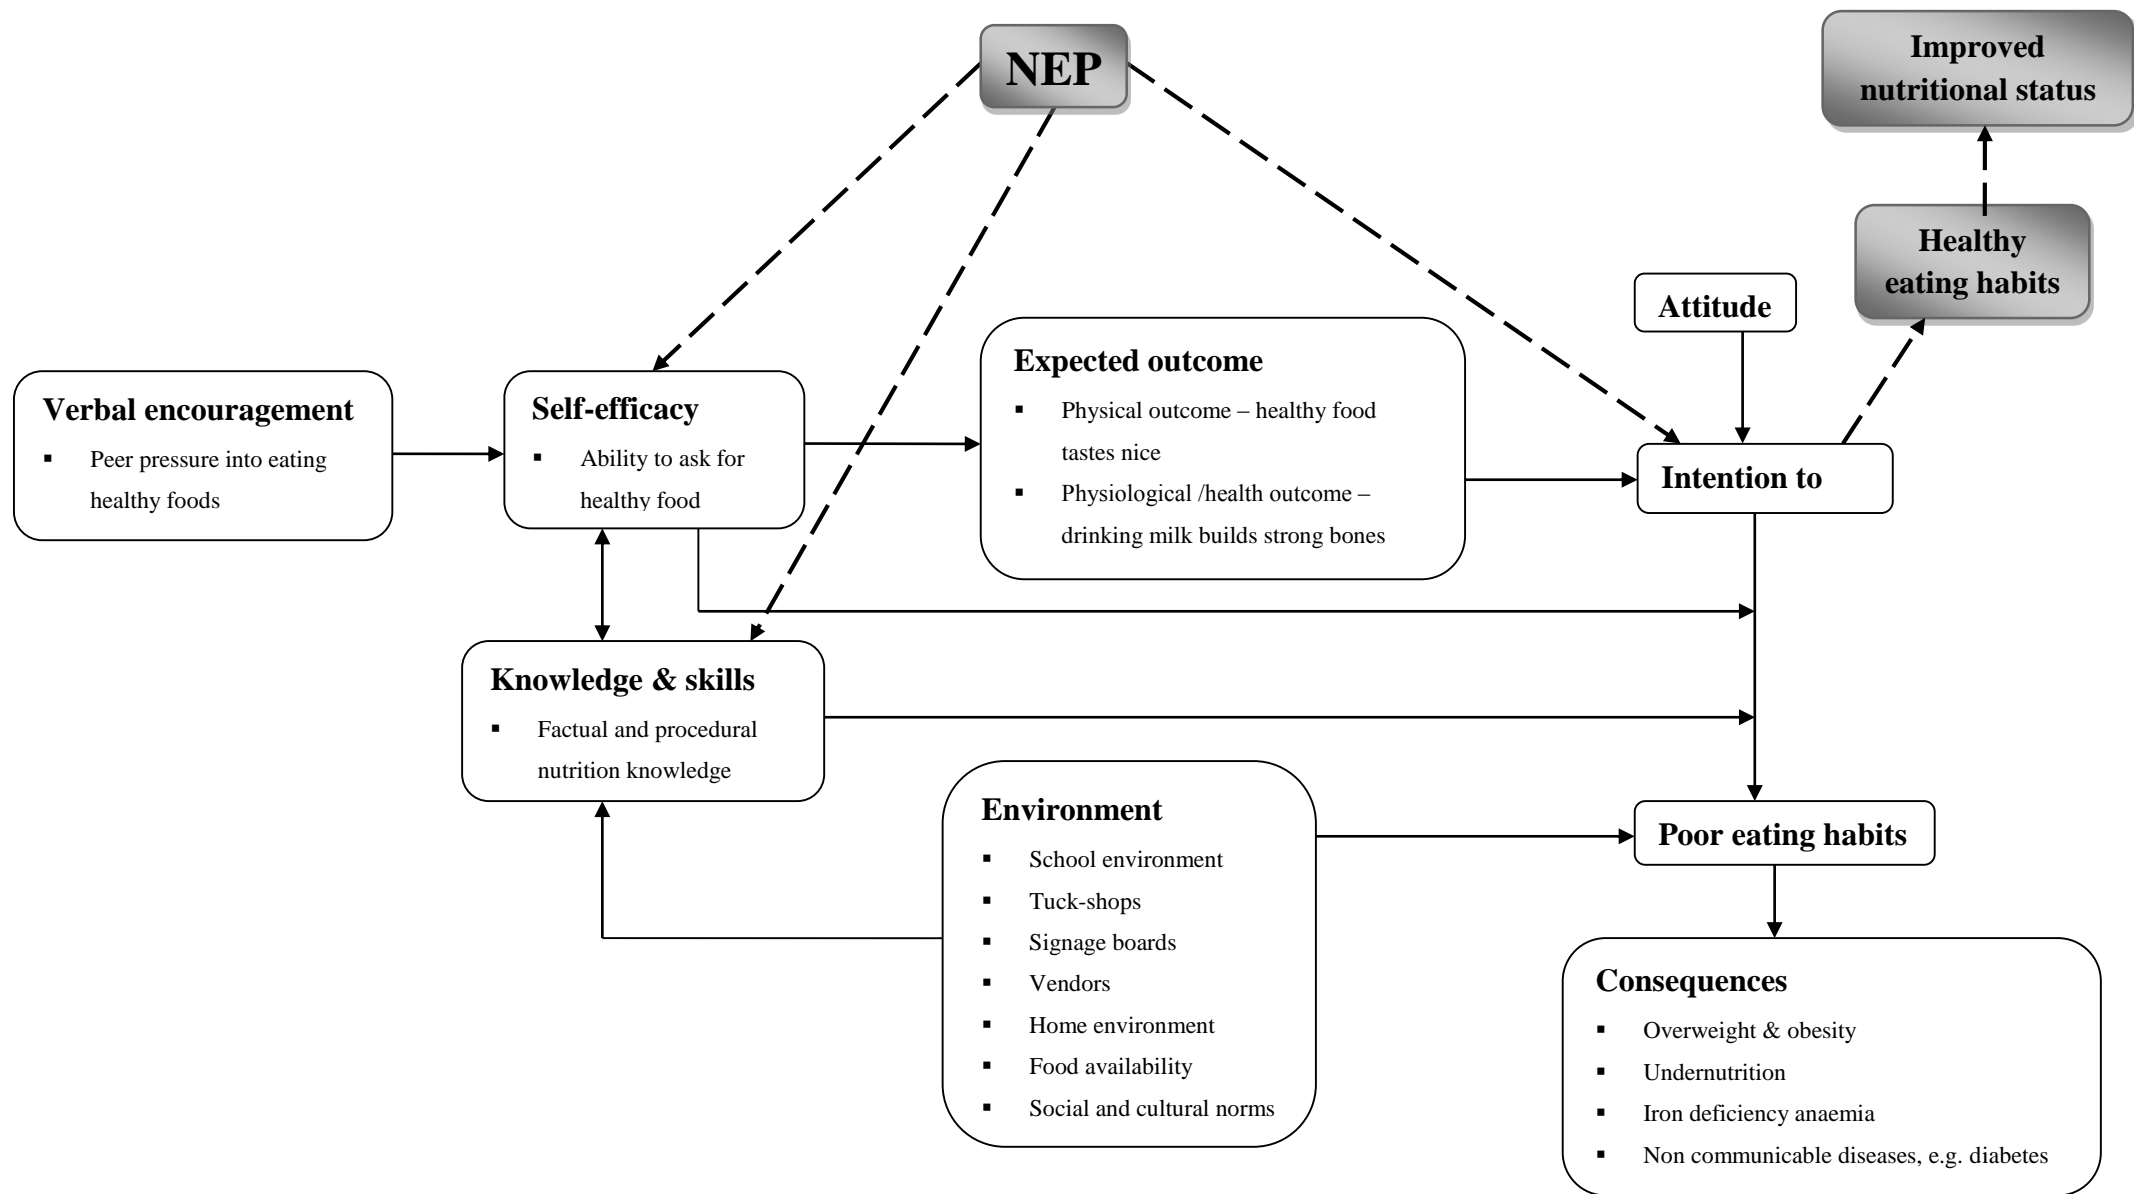 NEP
Improved
nutritional status
Healthy
eating habits
Attitude
Expected outcome
▪ Physical outcome – healthy food
tastes nice
▪ Physiological /health outcome –
drinking milk builds strong bones
Verbal encouragement
▪ Peer pressure into eating
healthy foods
Self-efficacy
▪ Ability to ask for
healthy food
Intention to
Knowledge & skills
▪ Factual and procedural
nutrition knowledge
Environment
▪ School environment
▪ Tuck-shops
▪ Signage boards
▪ Vendors
▪ Home environment
▪ Food availability
▪ Social and cultural norms
Poor eating habits
Consequences
▪ Overweight & obesity
▪ Undernutrition
▪ Iron deficiency anaemia
▪ Non communicable diseases, e.g. diabetes